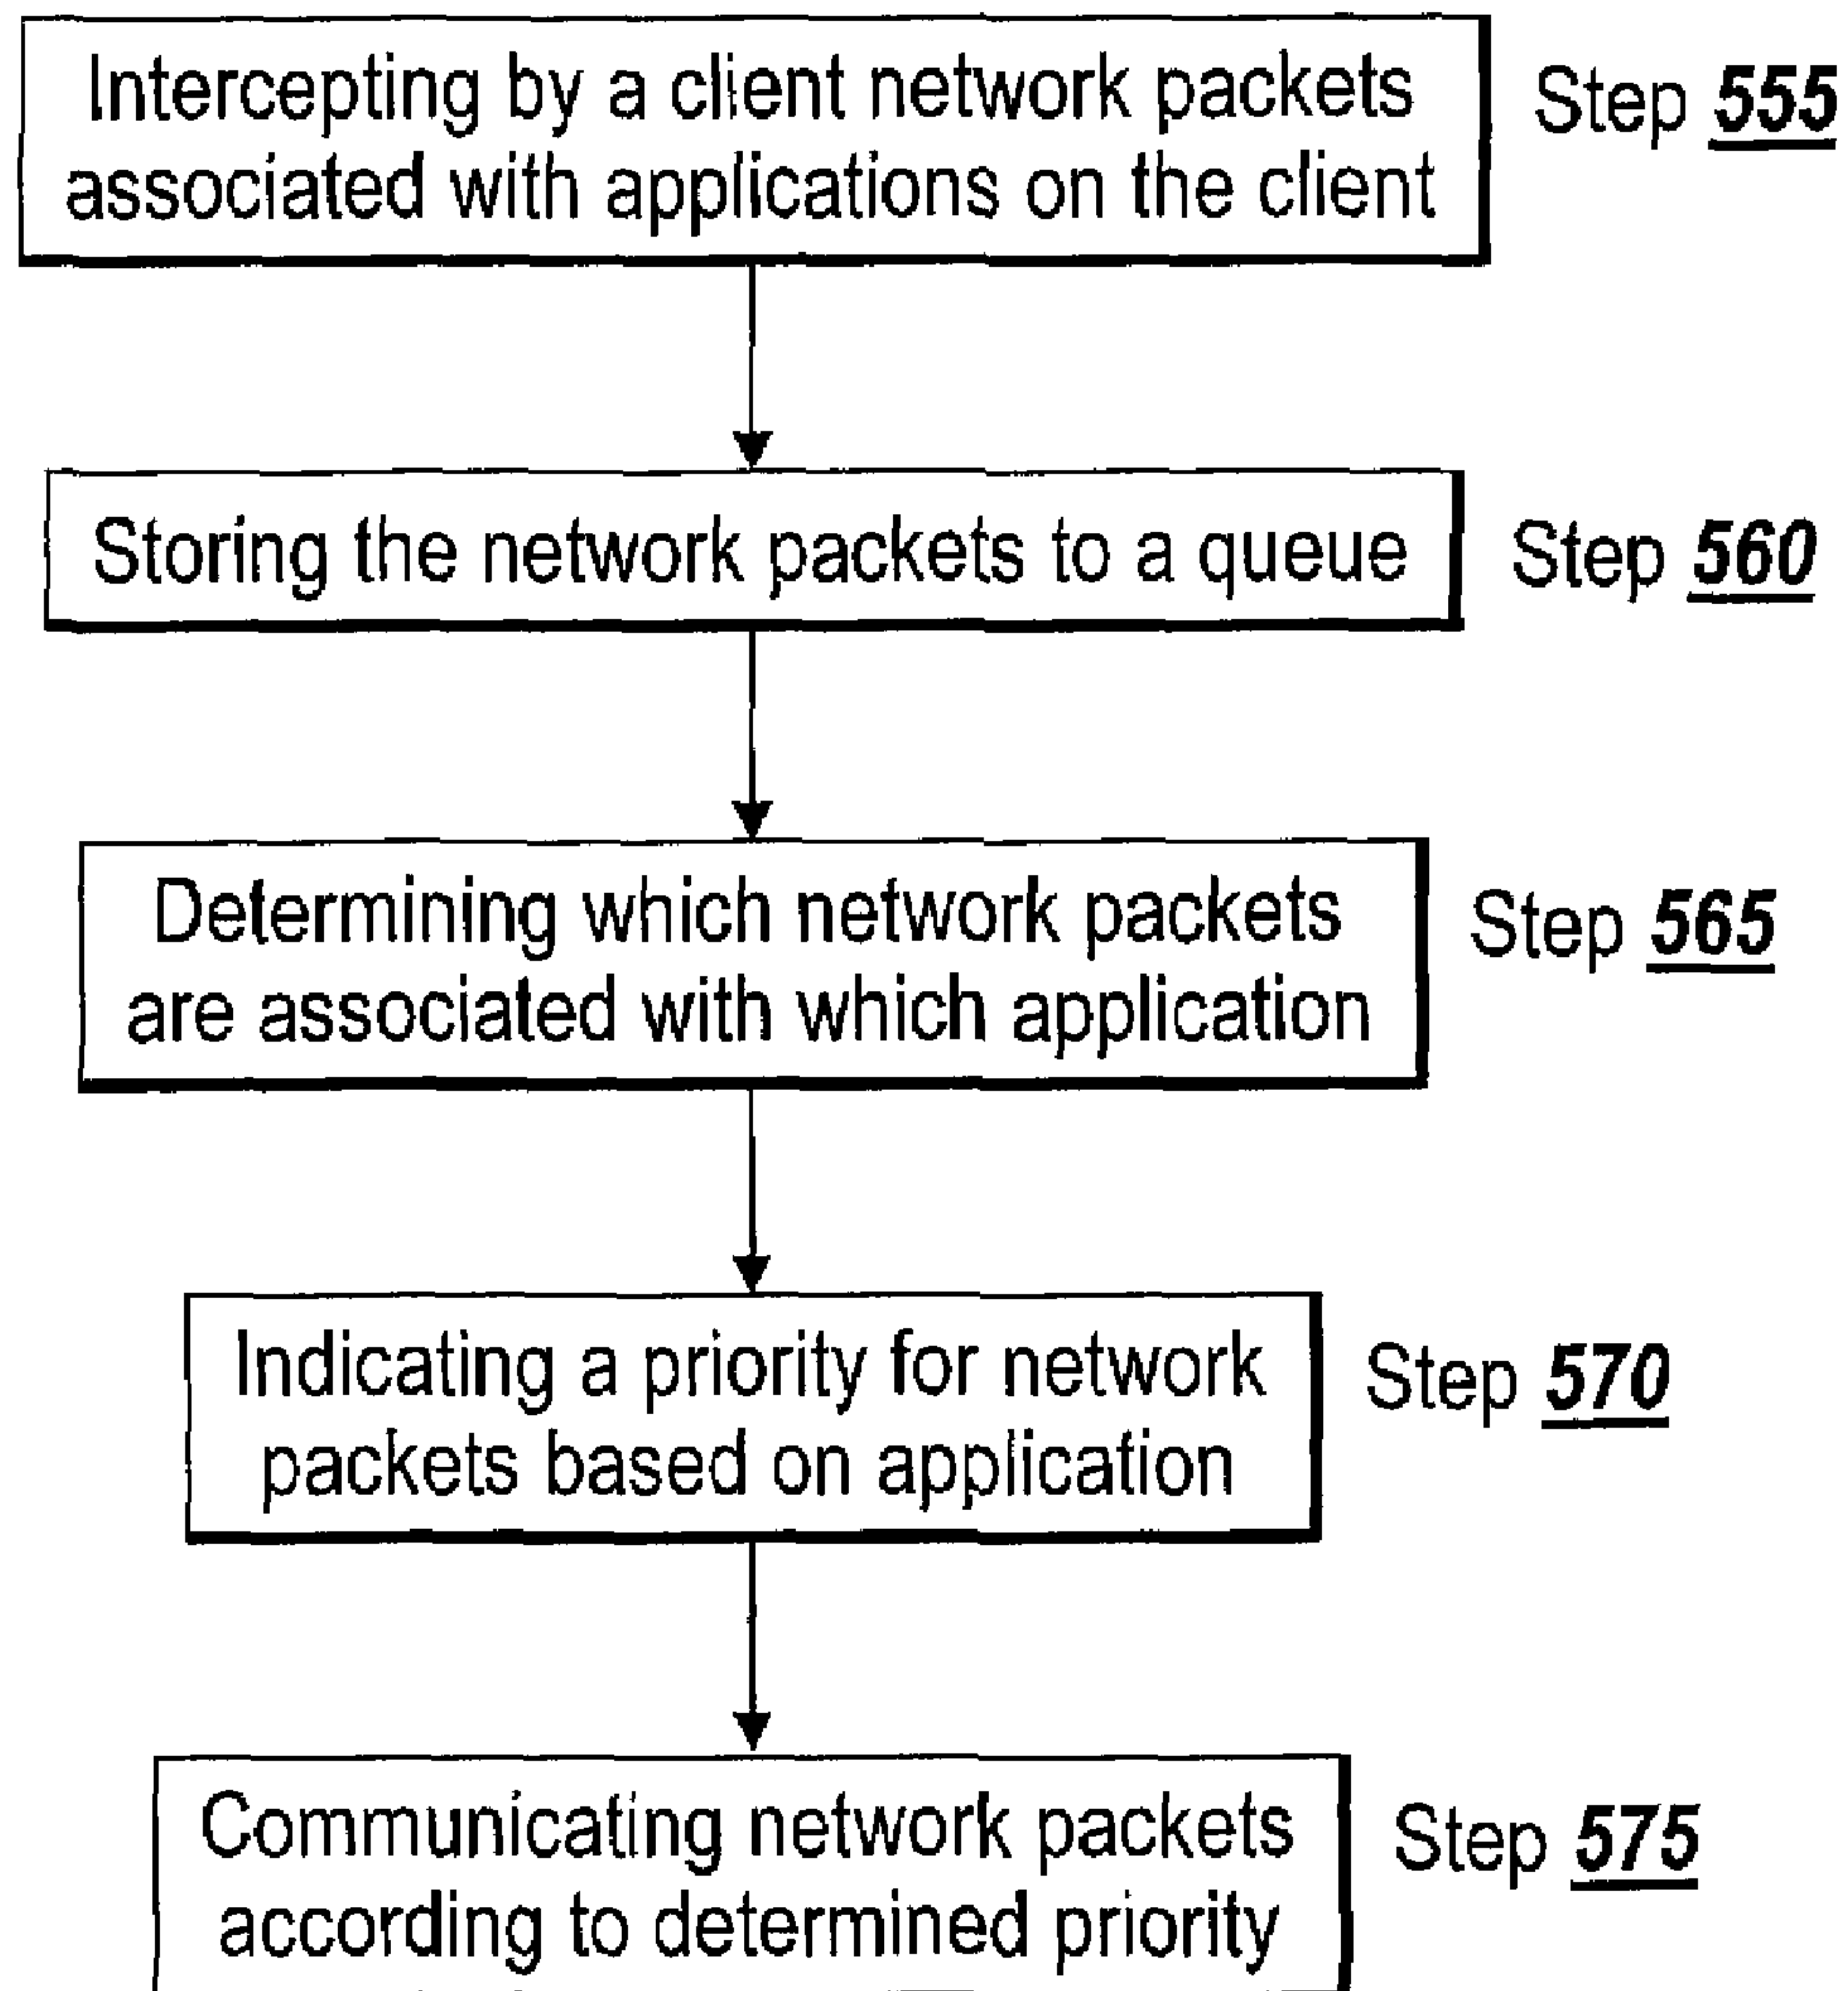 Intercepting by a client network packets
associated with applications on the client
Step 555
Storing the network packets to a queue
Step 560
Determining which network packets
are associated with which application
Step 565
Indicating a priority for network
packets based on application
Step 570
Communicating network packets
according to determined priority
Step 575